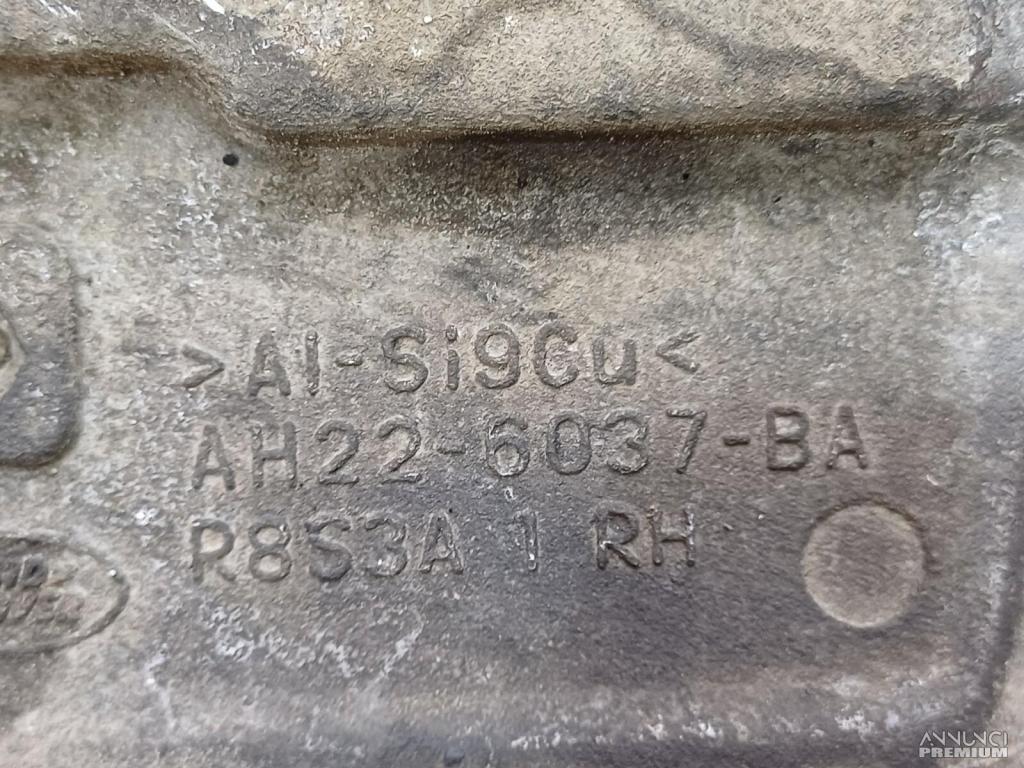 >Al-Si9Cu<
AH22-6037-BA
R8S3A 1 RH
ANNUNCI
PREMIUM